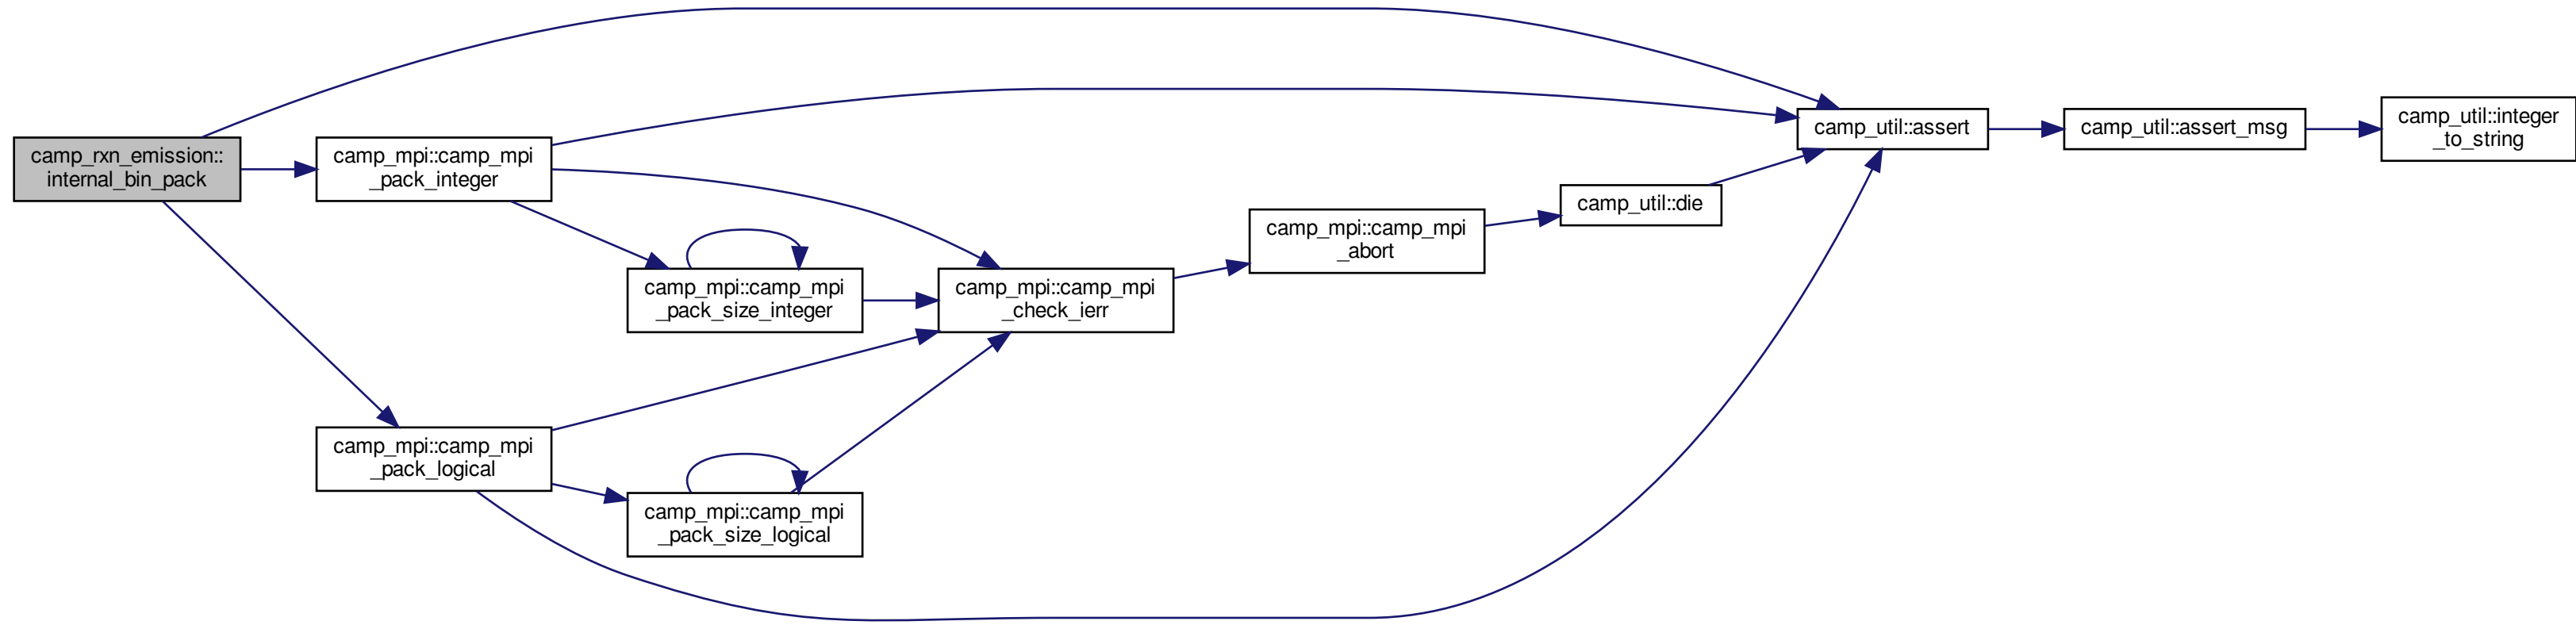 camp_rxn_emission::
internal_bin_pack
camp_mpi::camp_mpi
_pack_integer
camp_mpi::camp_mpi
_pack_size_integer
camp_mpi::camp_mpi
_check_ierr
camp_mpi::camp_mpi
_abort
camp_util::die
camp_util::assert
camp_util::assert_msg
camp_util::integer
_to_string
camp_mpi::camp_mpi
_pack_logical
camp_mpi::camp_mpi
_pack_size_logical